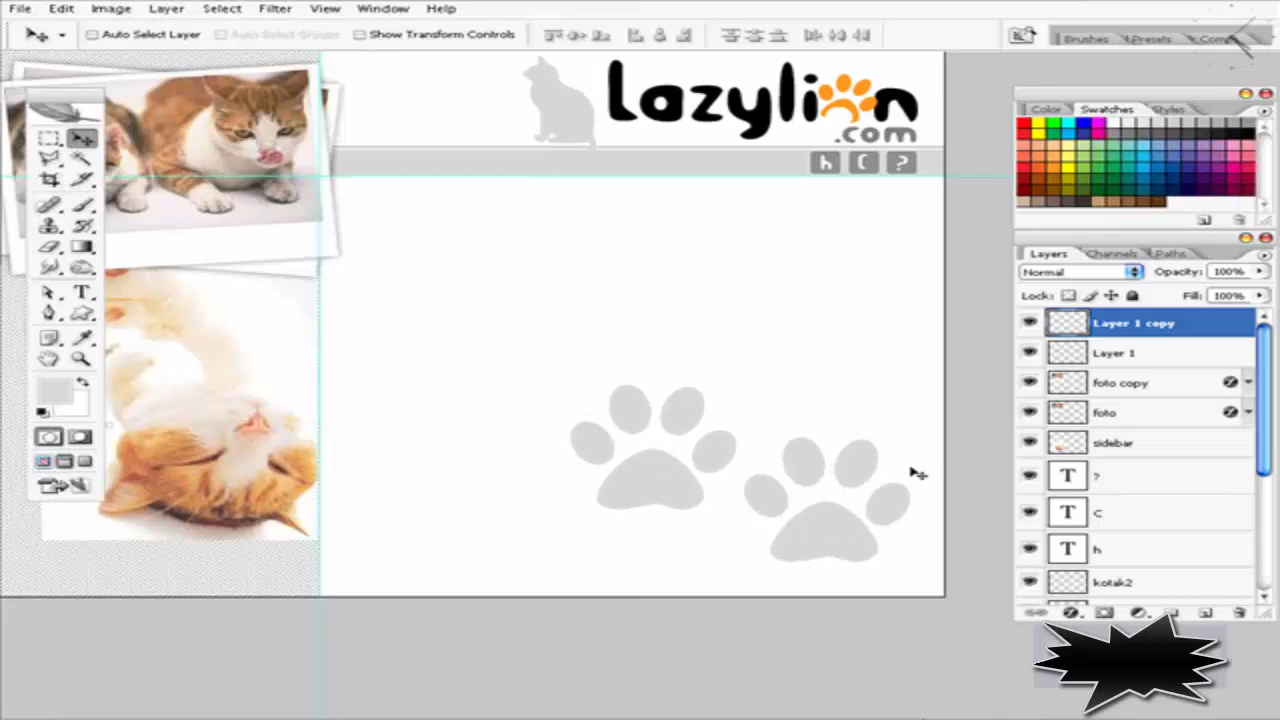 File Edit Image Layer Select Filter View Window Help
Auto Select Layer Auto Select Groups Show Transform Controls
Brushes Presets
Lazylion
.com
h C ?
Color Swatches Styles
Layers Channels Paths
Normal Opacity: 100%
Lock: Fill: 100%
Layer 1 copy
Layer 1
foto copy
foto
sidebar
T ?
T C
T h
kotak2